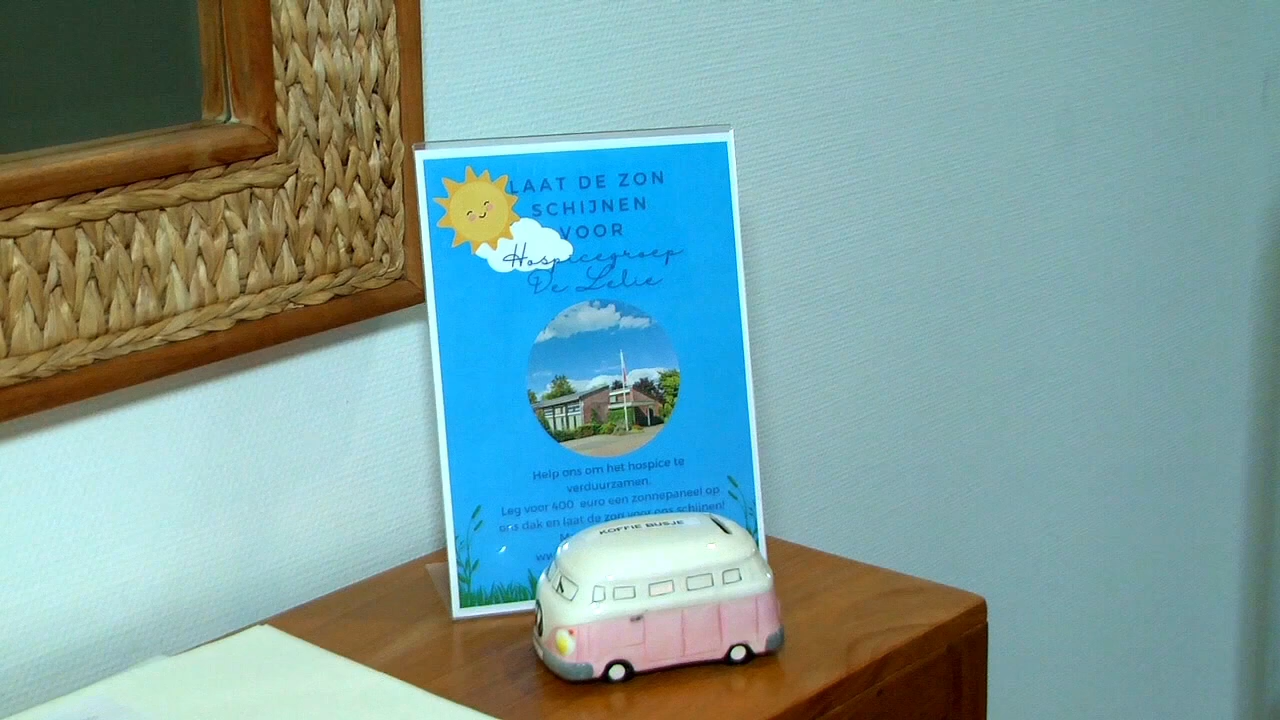 LAAT DE ZON
SCHIJNEN
VOOR
Hospicegroep
De Lelie
Help ons om het hospice te
verduurzamen.
Leg voor 400 euro een zonnepaneel op
ons dak en laat de zon voor ons schijnen!
KOFFIE BUSJE